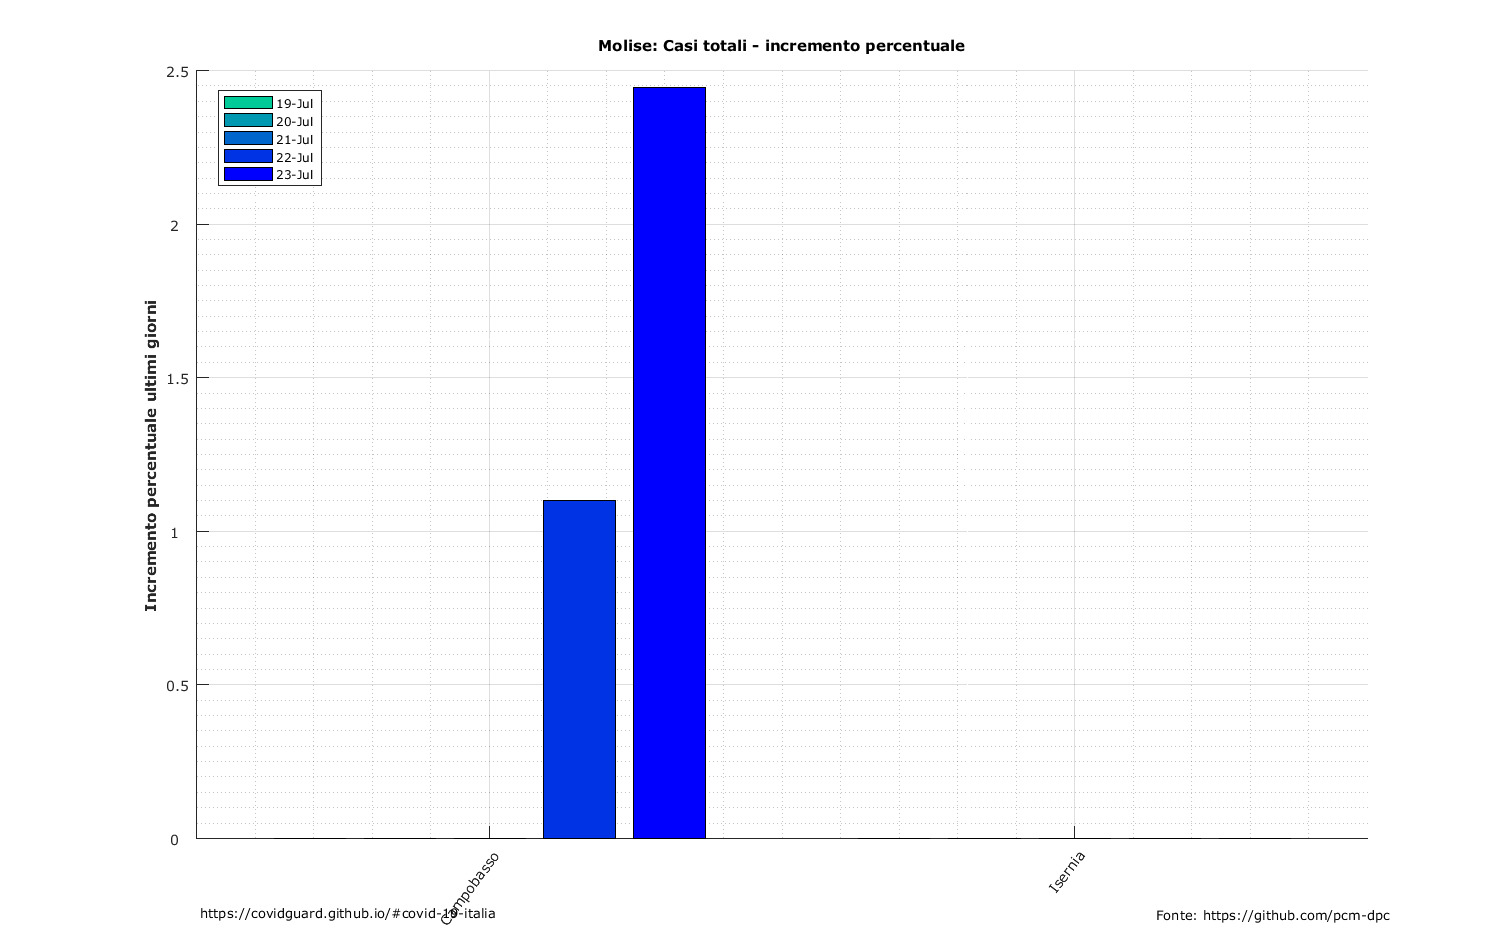 Molise: Casi totali - incremento percentuale
2.5
2
1.5
1
0.5
0
Incremento percentuale ultimi giorni
19-Jul
20-Jul
21-Jul
22-Jul
23-Jul
Campobasso
Isernia
https://covidguard.github.io/#covid-19-italia
Fonte: https://github.com/pcm-dpc